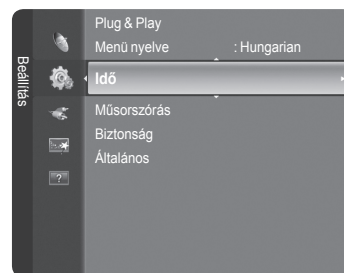 Beállítás
Plug & Play
Menü nyelve : Hungarian
Idő
Műsorszórás
Biztonság
Általános
?